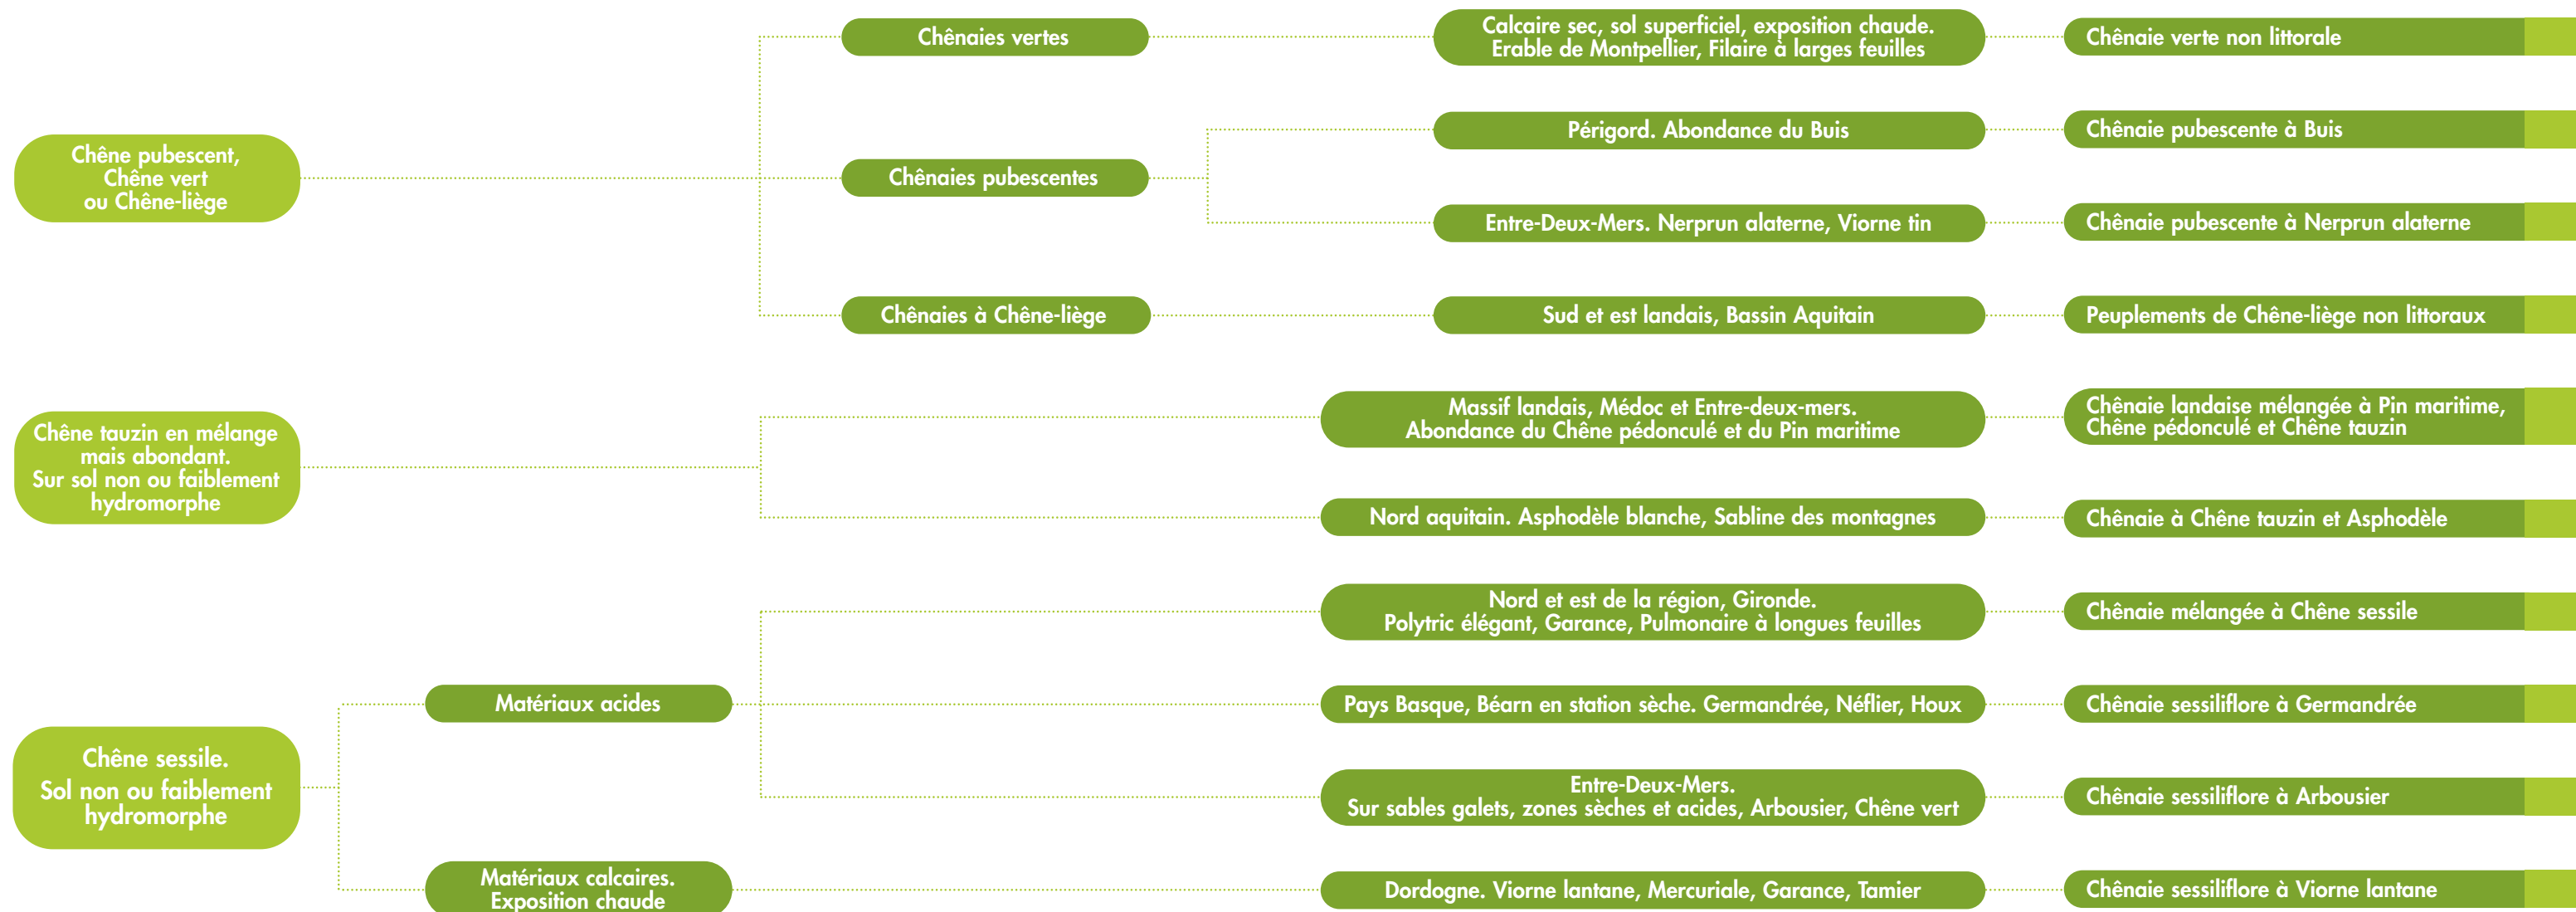 Chênaies vertes
Calcaire sec, sol superficiel, exposition chaude.
Erable de Montpellier, Filaire à larges feuilles
Chênaie verte non littorale
Chêne pubescent,
Chêne vert
ou Chêne-liège
Chênaies pubescentes
Périgord. Abondance du Buis
Chênaie pubescente à Buis
Entre-Deux-Mers. Nerprun alaterne, Viorne tin
Chênaie pubescente à Nerprun alaterne
Chênaies à Chêne-liège
Sud et est landais, Bassin Aquitain
Peuplements de Chêne-liège non littoraux
Chêne tauzin en mélange
mais abondant.
Sur sol non ou faiblement
hydromorphe
Massif landais, Médoc et Entre-deux-mers.
Abondance du Chêne pédonculé et du Pin maritime
Chênaie landaise mélangée à Pin maritime,
Chêne pédonculé et Chêne tauzin
Nord aquitain. Asphodèle blanche, Sabline des montagnes
Chênaie à Chêne tauzin et Asphodèle
Chêne sessile.
Sol non ou faiblement
hydromorphe
Matériaux acides
Nord et est de la région, Gironde.
Polytric élégant, Garance, Pulmonaire à longues feuilles
Chênaie mélangée à Chêne sessile
Pays Basque, Béarn en station sèche. Germandrée, Néflier, Houx
Chênaie sessiliflore à Germandrée
Entre-Deux-Mers.
Sur sables galets, zones sèches et acides, Arbousier, Chêne vert
Chênaie sessiliflore à Arbousier
Matériaux calcaires.
Exposition chaude
Dordogne. Viorne lantane, Mercuriale, Garance, Tamier
Chênaie sessiliflore à Viorne lantane